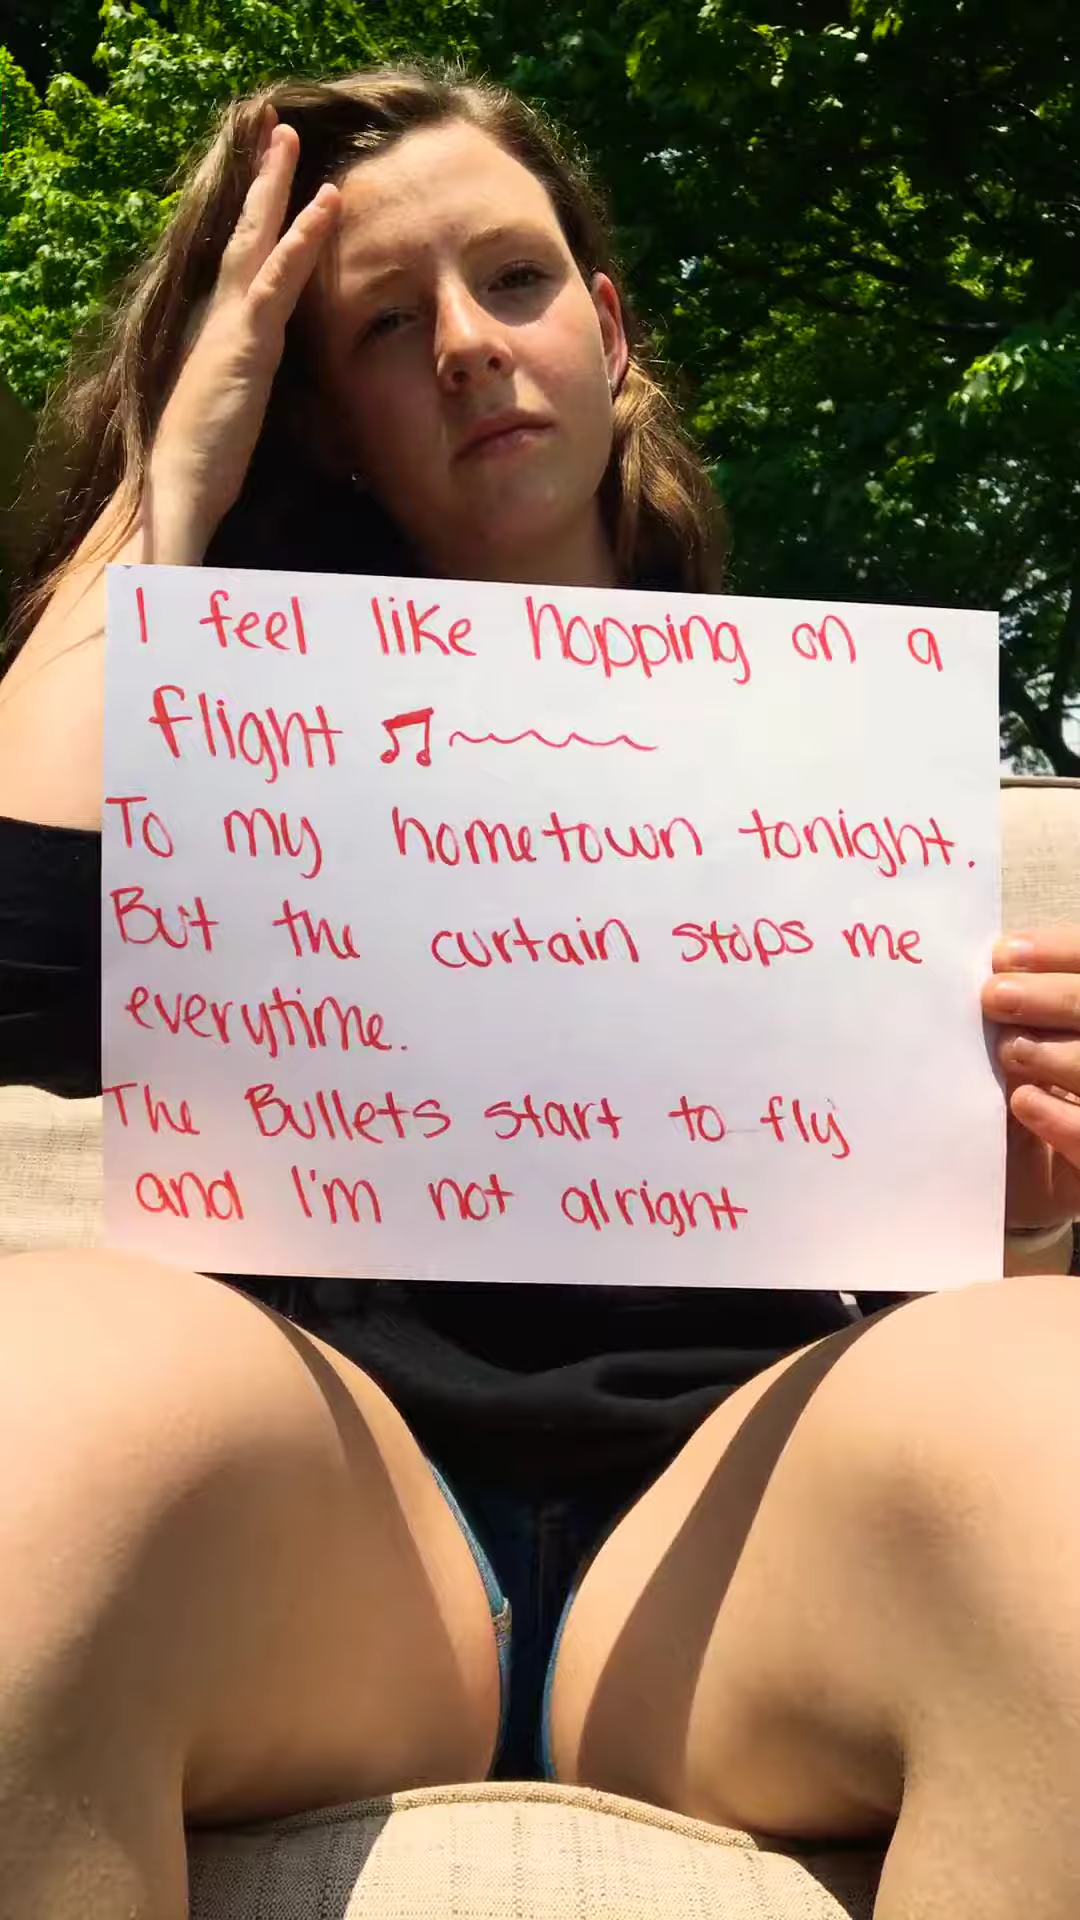 I feel like hopping on a
flight ♫
To my hometown tonight.
But the curtain stops me
everytime.
The Bullets start to fly
and I'm not alright